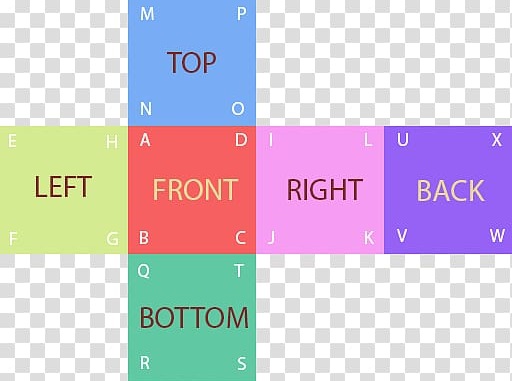 M P
TOP
N O
E H A D I L U X
LEFT FRONT RIGHT BACK
F G B C J K V W
Q T
BOTTOM
R S